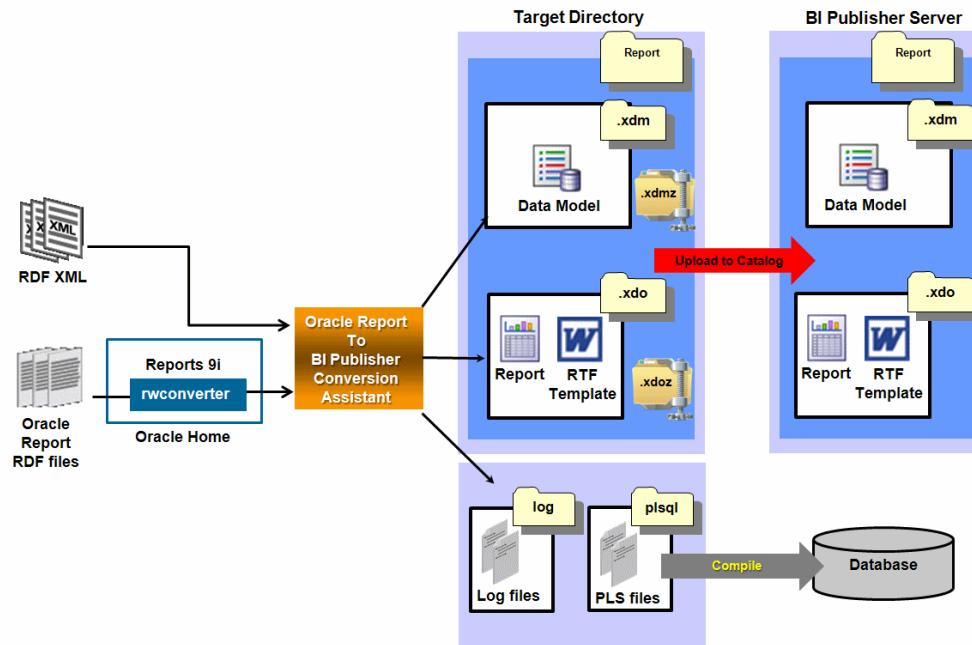 Target Directory
BI Publisher Server
Report
Report
.xdm
.xdm
Data Model
.xdmz
Data Model
XML
RDF XML
Upload to Catalog
.xdo
.xdo
Oracle Report
To
BI Publisher
Conversion
Assistant
Reports 9i
rwconverter
Oracle Home
Oracle
Report
RDF files
W
Report
RTF
Template
.xdoz
W
Report
RTF
Template
log
plsql
Log files
PLS files
Compile
Database